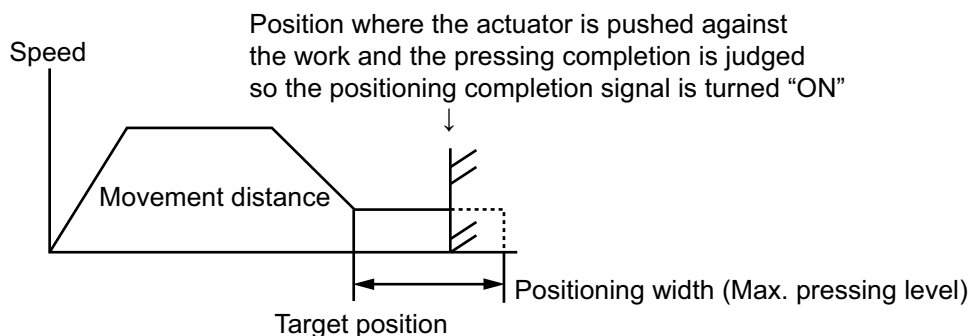 Position where the actuator is pushed against
the work and the pressing completion is judged
so the positioning completion signal is turned “ON”
↓
Speed
Movement distance
Positioning width (Max. pressing level)
Target position